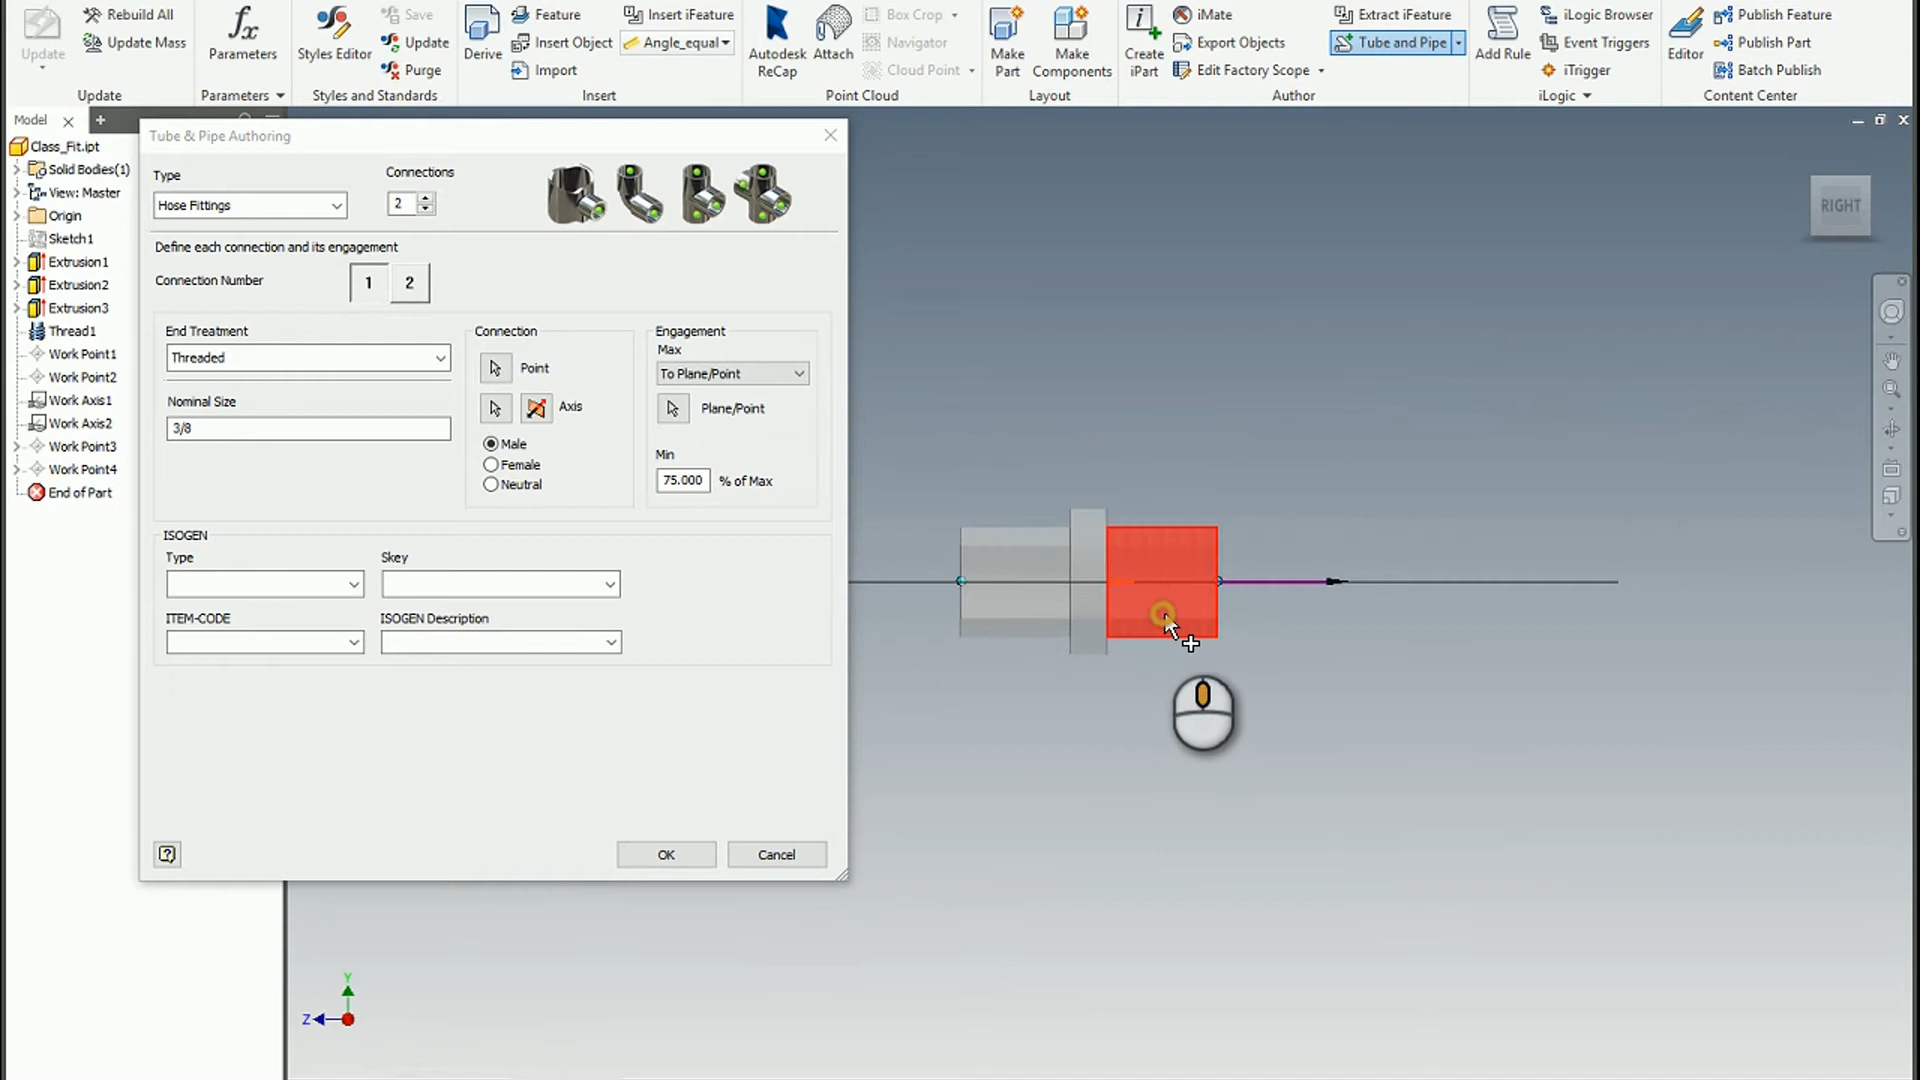 Update
Rebuild All
Update Mass
Update
Parameters
Parameters
Styles Editor
Save
Update
Purge
Styles and Standards
Derive
Feature
Insert Object
Import
Insert iFeature
Angle_equal
Insert
Autodesk
ReCap
Attach
Box Crop
Navigator
Cloud Point
Point Cloud
Make
Part
Make
Components
Layout
Create
iPart
iMate
Export Objects
Edit Factory Scope
Extract iFeature
Tube and Pipe
Author
Add Rule
iLogic Browser
Event Triggers
iTrigger
iLogic
Editor
Publish Feature
Publish Part
Batch Publish
Content Center
Model
Class_Fit.ipt
Solid Bodies(1)
View: Master
Origin
Sketch1
Extrusion1
Extrusion2
Extrusion3
Thread1
Work Point1
Work Point2
Work Axis1
Work Axis2
Work Point3
Work Point4
End of Part
Tube & Pipe Authoring
Type
Hose Fittings
Connections
2
Define each connection and its engagement
Connection Number
1
2
End Treatment
Threaded
Nominal Size
3/8
Connection
Point
Axis
Male
Female
Neutral
Engagement
Max
To Plane/Point
Plane/Point
Min
75.000 % of Max
ISOGEN
Type
Skey
ITEM-CODE
ISOGEN Description
OK
Cancel
RIGHT
Y
Z